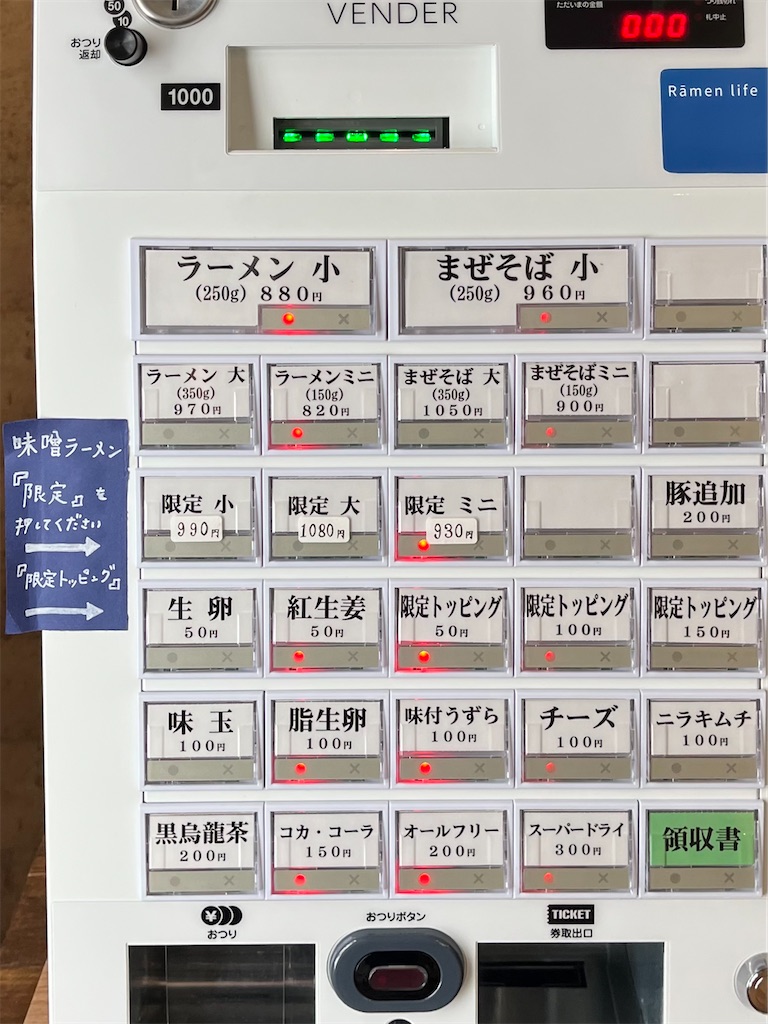 50
10
おつり
返却
VENDER
ただいまの金額
000
札中止
1000
Rāmen life
ラーメン 小
(250g) 880円
まぜそば 小
(250g) 960円
ラーメン 大
(350g)
970円
ラーメンミニ
(150g)
820円
まぜそば 大
(350g)
1050円
まぜそばミニ
(150g)
900円
味噌ラーメン
『限定』を
押してください
『限定トッピング』
限定 小
990円
限定 大
1080円
限定 ミニ
930円
豚追加
200円
生 卵
50円
紅生姜
50円
限定トッピング
50円
限定トッピング
100円
限定トッピング
150円
味 玉
100円
脂生卵
100円
味付うずら
100円
チーズ
100円
ニラキムチ
100円
黒烏龍茶
200円
コカ・コーラ
150円
オールフリー
200円
スーパードライ
300円
領収書
おつり
おつりボタン
TICKET
券取出口